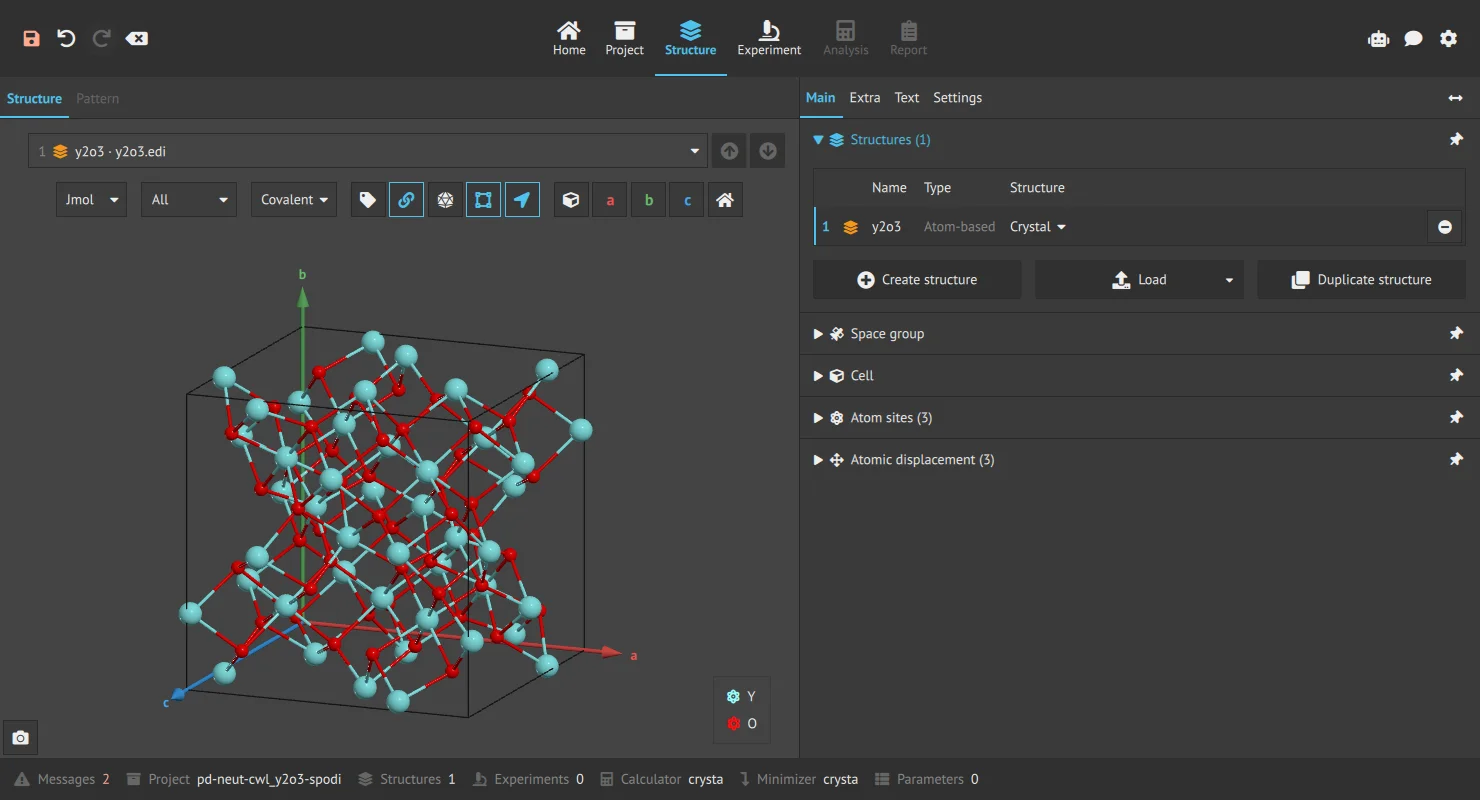 Home
Project
Structure
Experiment
Analysis
Report
Structure
Pattern
1 y2o3 · y2o3.edi
Jmol
All
Covalent
a
b
c
b
a
c
Y
O
Main
Extra
Text
Settings
Structures (1)
Name Type Structure
1 y2o3 Atom-based Crystal
Create structure
Load
Duplicate structure
Space group
Cell
Atom sites (3)
Atomic displacement (3)
Messages 2 Project pd-neut-cwl_y2o3-spodi Structures 1 Experiments 0 Calculator crysta Minimizer crysta Parameters 0